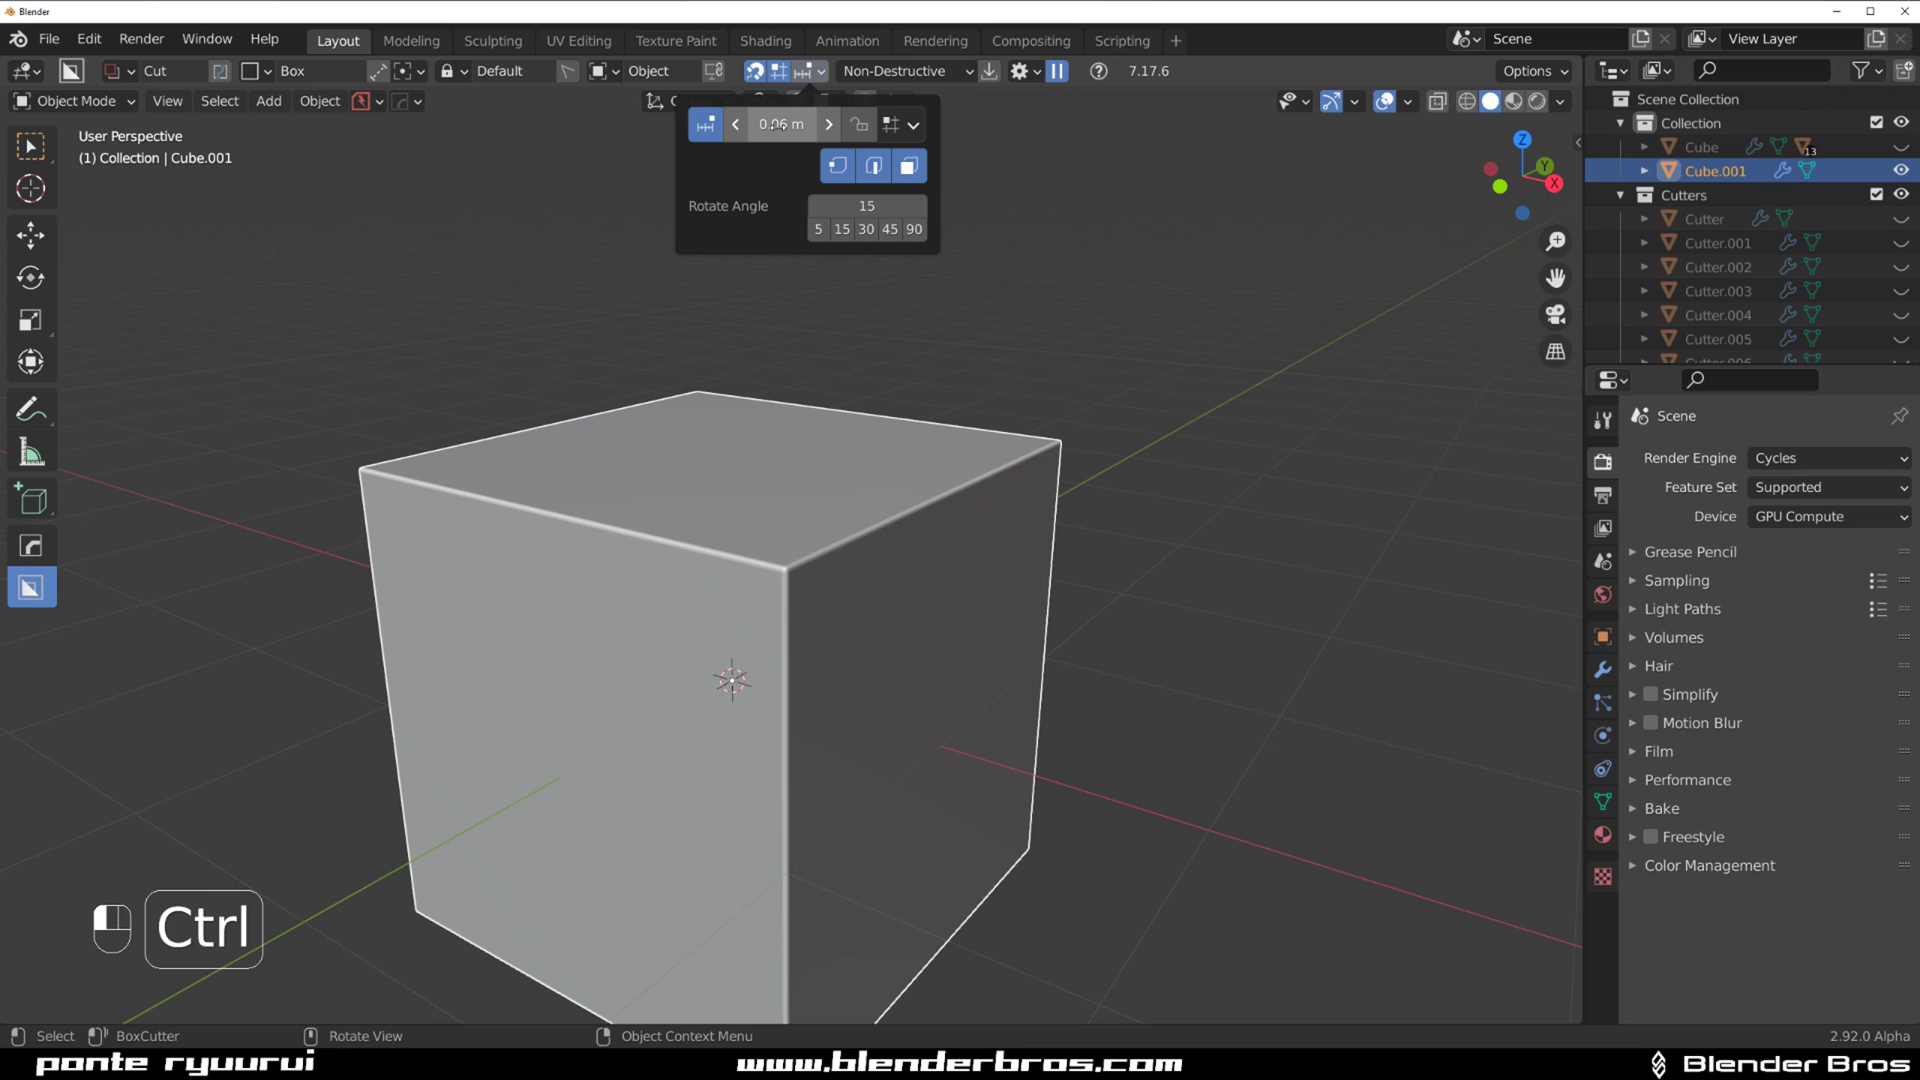 Blender
File Edit Render Window Help Layout Modeling Sculpting UV Editing Texture Paint Shading Animation Rendering Compositing Scripting + Scene View Layer
Cut Box Default Object Non-Destructive 7.17.6 Options
Object Mode View Select Add Object
User Perspective
(1) Collection | Cube.001
0.06 m
Rotate Angle 15
5 15 30 45 90
Z
Y
X
Scene Collection
Collection
Cube 13
Cube.001
Cutters
Cutter
Cutter.001
Cutter.002
Cutter.003
Cutter.004
Cutter.005
Scene
Render Engine Cycles
Feature Set Supported
Device GPU Compute
Grease Pencil
Sampling
Light Paths
Volumes
Hair
Simplify
Motion Blur
Film
Performance
Bake
Freestyle
Color Management
Ctrl
Select BoxCutter Rotate View Object Context Menu 2.92.0 Alpha
ponte ryuurui www.blenderbros.com Blender Bros